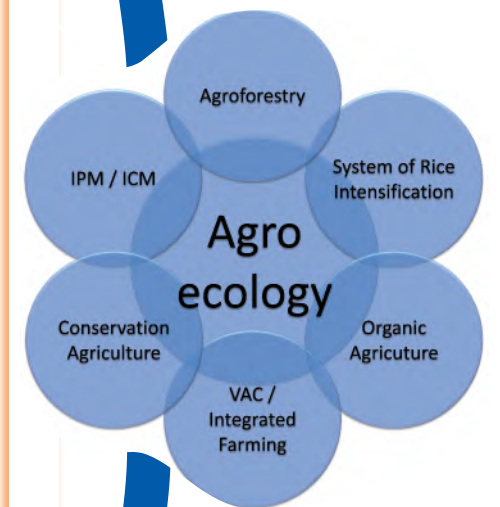 Agroforestry
IPM / ICM
System of Rice
Intensification
Agro
ecology
Conservation
Agriculture
Organic
Agricuture
VAC /
Integrated
Farming